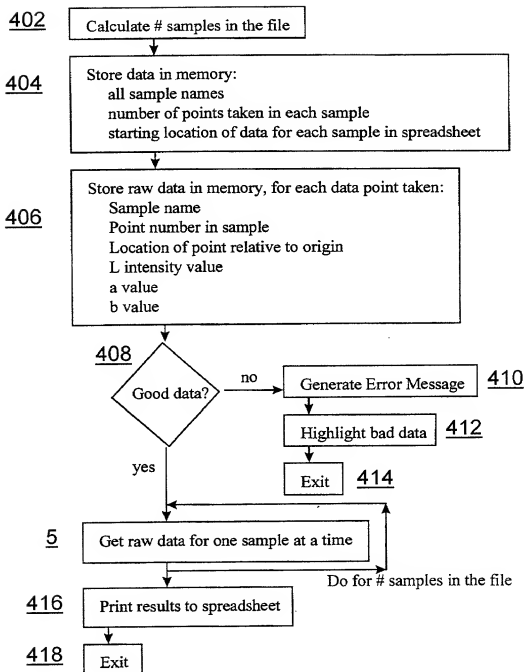 402 Calculate # samples in the file
404 Store data in memory:
all sample names
number of points taken in each sample
starting location of data for each sample in spreadsheet
406 Store raw data in memory, for each data point taken:
Sample name
Point number in sample
Location of point relative to origin
L intensity value
a value
b value
408
Good data?
no
Generate Error Message 410
Highlight bad data 412
Exit 414
yes
5 Get raw data for one sample at a time
Do for # samples in the file
416 Print results to spreadsheet
418 Exit